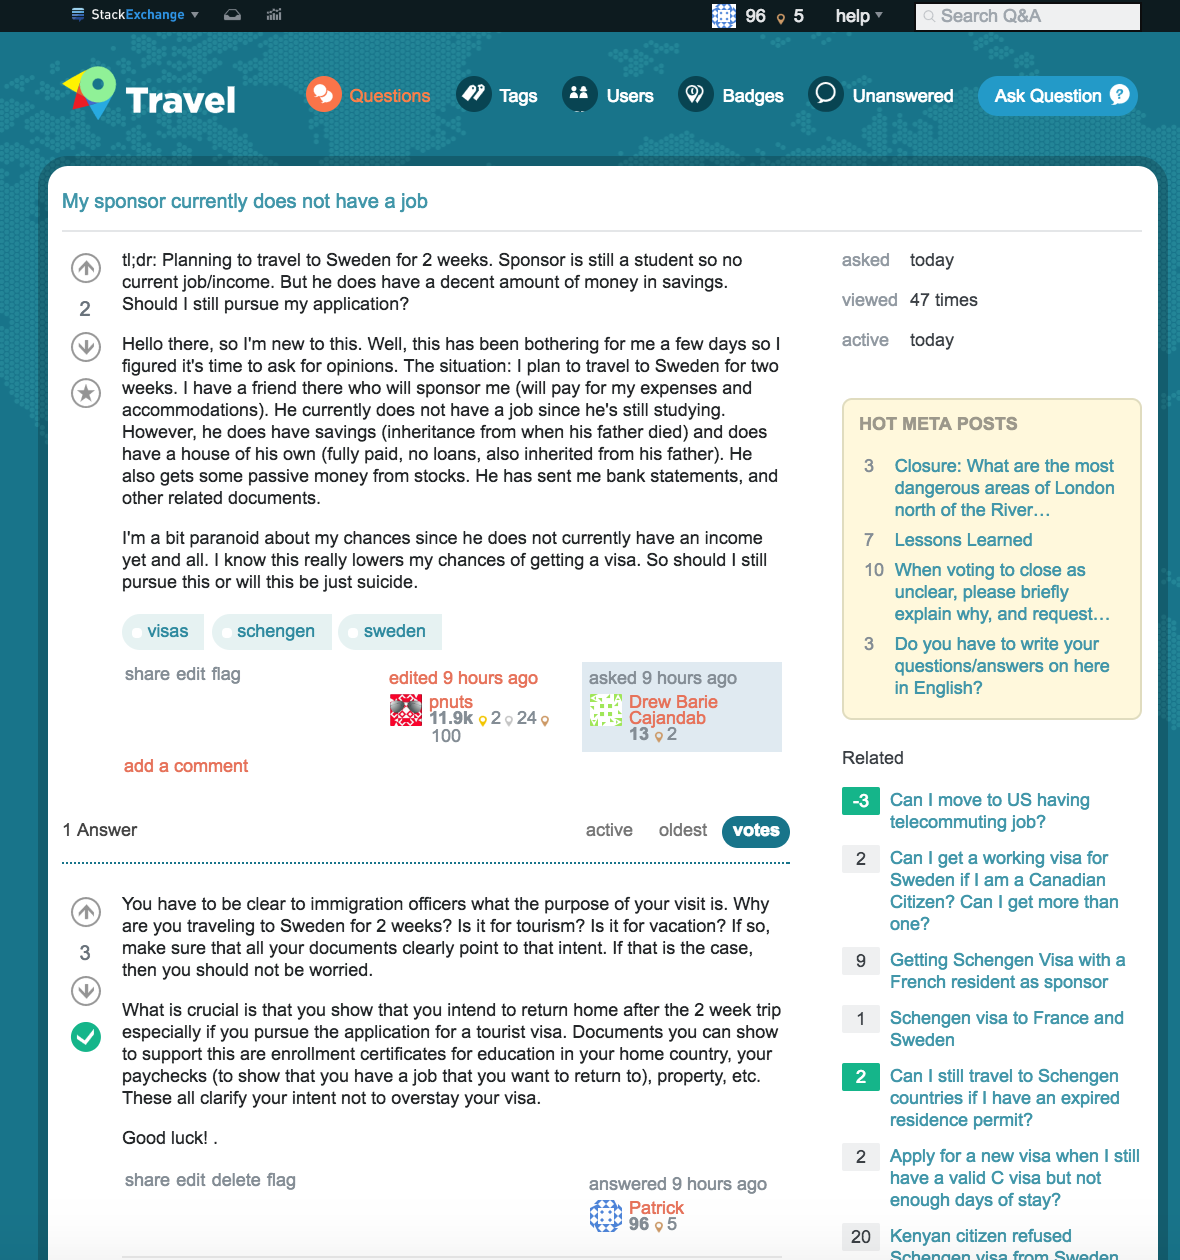 StackExchange
96 5 help
Search Q&A
Travel
Questions
Tags
Users
Badges
Unanswered
Ask Question ?
My sponsor currently does not have a job
2
tl;dr: Planning to travel to Sweden for 2 weeks. Sponsor is still a student so no
current job/income. But he does have a decent amount of money in savings.
Should I still pursue my application?
Hello there, so I'm new to this. Well, this has been bothering for me a few days so I
figured it's time to ask for opinions. The situation: I plan to travel to Sweden for two
weeks. I have a friend there who will sponsor me (will pay for my expenses and
accommodations). He currently does not have a job since he's still studying.
However, he does have savings (inheritance from when his father died) and does
have a house of his own (fully paid, no loans, also inherited from his father). He
also gets some passive money from stocks. He has sent me bank statements, and
other related documents.
I'm a bit paranoid about my chances since he does not currently have an income
yet and all. I know this really lowers my chances of getting a visa. So should I still
pursue this or will this be just suicide.
visas
schengen
sweden
share edit flag
edited 9 hours ago
pnuts
11.9k 2 24
100
asked 9 hours ago
Drew Barie
Cajandab
13 2
add a comment
1 Answer
active
oldest
votes
3
You have to be clear to immigration officers what the purpose of your visit is. Why
are you traveling to Sweden for 2 weeks? Is it for tourism? Is it for vacation? If so,
make sure that all your documents clearly point to that intent. If that is the case,
then you should not be worried.
What is crucial is that you show that you intend to return home after the 2 week trip
especially if you pursue the application for a tourist visa. Documents you can show
to support this are enrollment certificates for education in your home country, your
paychecks (to show that you have a job that you want to return to), property, etc.
These all clarify your intent not to overstay your visa.
Good luck! .
share edit delete flag
answered 9 hours ago
Patrick
96 5
asked today
viewed 47 times
active today
HOT META POSTS
3 Closure: What are the most
dangerous areas of London
north of the River…
7 Lessons Learned
10 When voting to close as
unclear, please briefly
explain why, and request…
3 Do you have to write your
questions/answers on here
in English?
Related
-3 Can I move to US having
telecommuting job?
2 Can I get a working visa for
Sweden if I am a Canadian
Citizen? Can I get more than
one?
9 Getting Schengen Visa with a
French resident as sponsor
1 Schengen visa to France and
Sweden
2 Can I still travel to Schengen
countries if I have an expired
residence permit?
2 Apply for a new visa when I still
have a valid C visa but not
enough days of stay?
20 Kenyan citizen refused
Schengen visa from Sweden